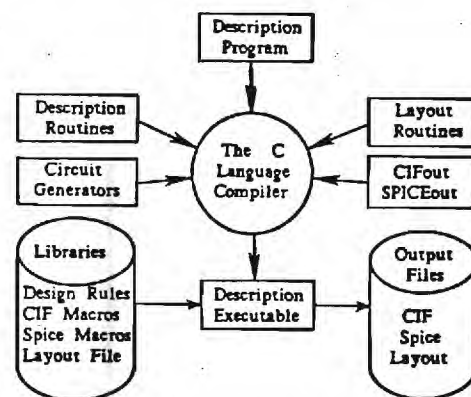 Description
Program
Description
Routines
Layout
Routines
The C
Language
Compiler
Circuit
Generators
CIFout
SPICEout
Libraries
Design Rules
CIF Macros
Spice Macros
Layout File
Description
Executable
Output
Files
CIF
Spice
Layout